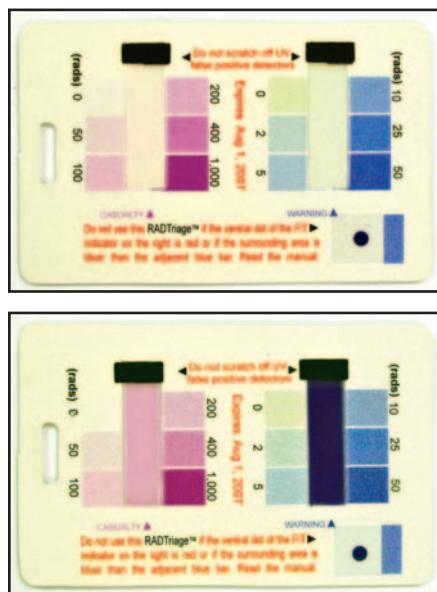 ◄ Do not scratch off UV ►
false positive detectors
(rads)
0
50
100
200
400
1,000
Expires Aug 1, 2007
0
2
5
(rads)
10
25
50
CASUALTY ▲
WARNING ▲
Do not use this RADTriage™ if the central dot of the FIT ►
indicator on the right is red or if the surrounding area is
bluer than the adjacent blue bar. Read the manual.
◄ Do not scratch off UV ►
false positive detectors
(rads)
0
50
100
200
400
1,000
Expires Aug 1, 2007
0
2
5
(rads)
10
25
50
CASUALTY ▲
WARNING ▲
Do not use this RADTriage™ if the central dot of the FIT ►
indicator on the right is red or if the surrounding area is
bluer than the adjacent blue bar. Read the manual.